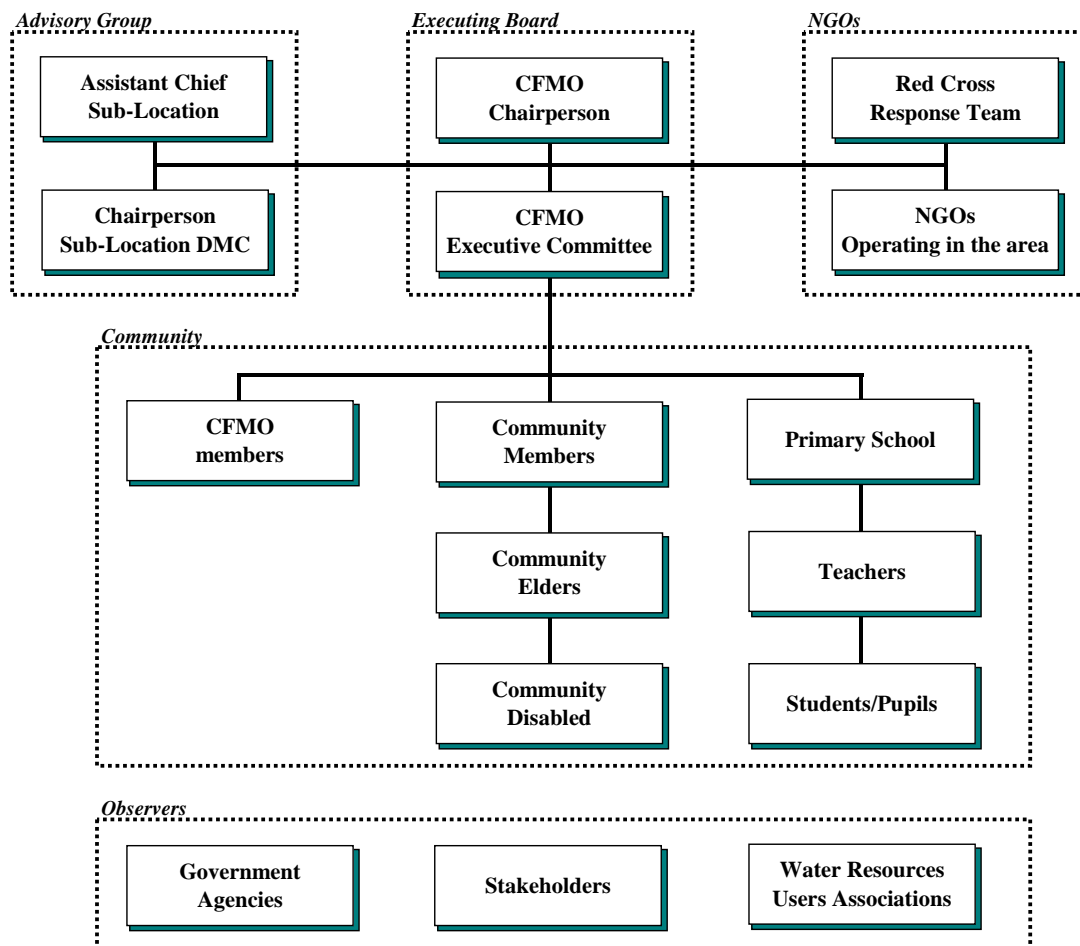 Advisory Group
Executing Board
NGOs
Assistant Chief
Sub-Location
CFMO
Chairperson
Red Cross
Response Team
Chairperson
Sub-Location DMC
CFMO
Executive Committee
NGOs
Operating in the area
Community
CFMO
members
Community
Members
Primary School
Community
Elders
Teachers
Community
Disabled
Students/Pupils
Observers
Government
Agencies
Stakeholders
Water Resources
Users Associations